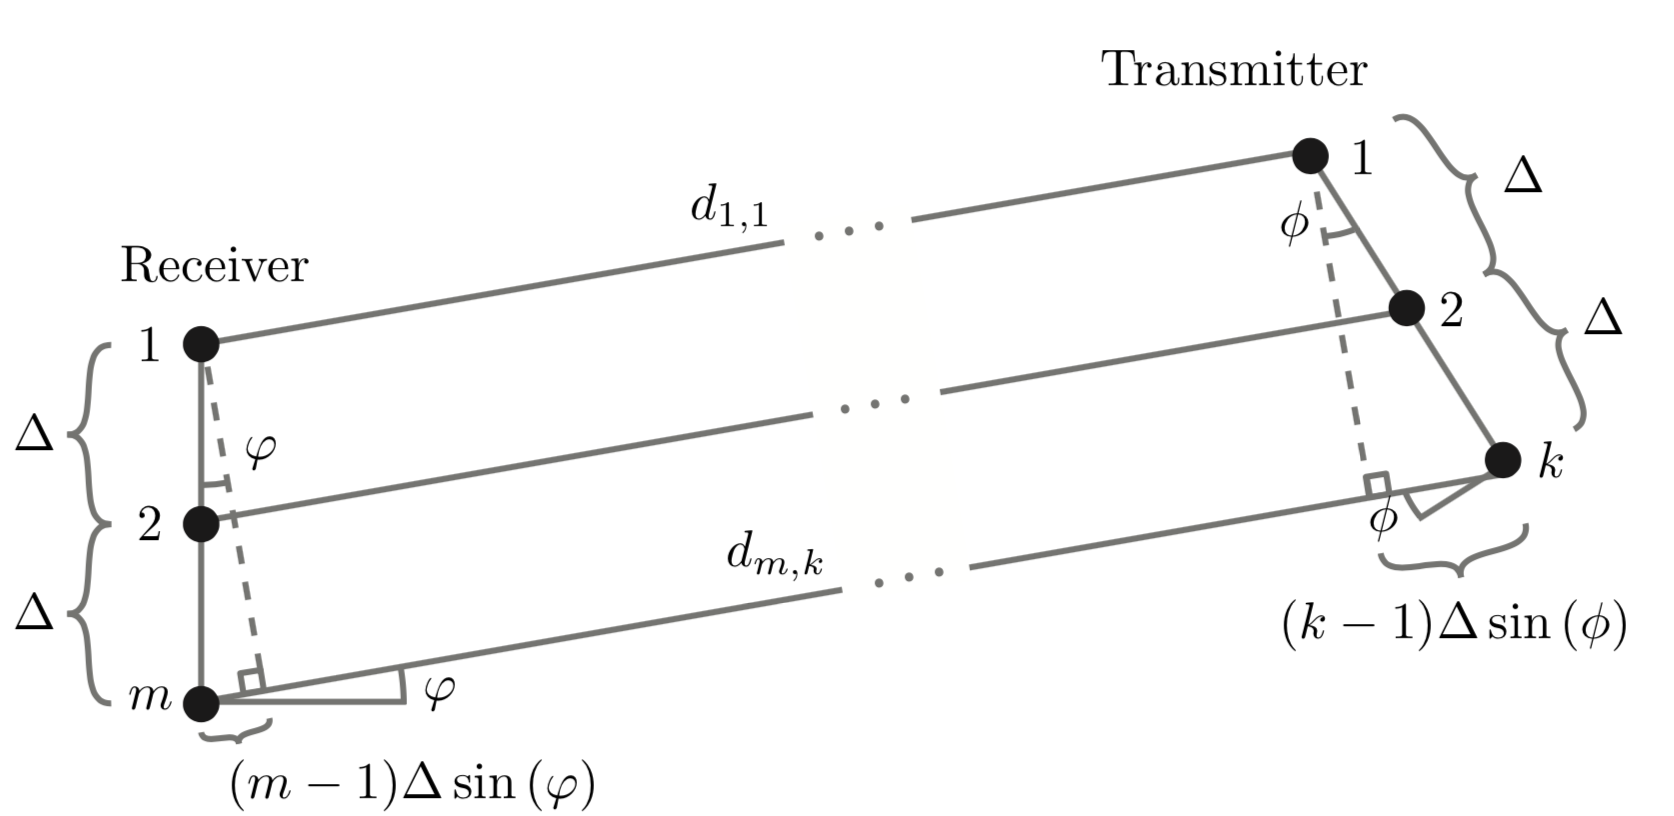 Transmitter
1
Δ
d_{1,1}
ϕ
Receiver
1
2
Δ
Δ
φ
2
k
d_{m,k}
ϕ
Δ
m
φ
(k − 1)Δ sin (ϕ)
(m − 1)Δ sin (φ)